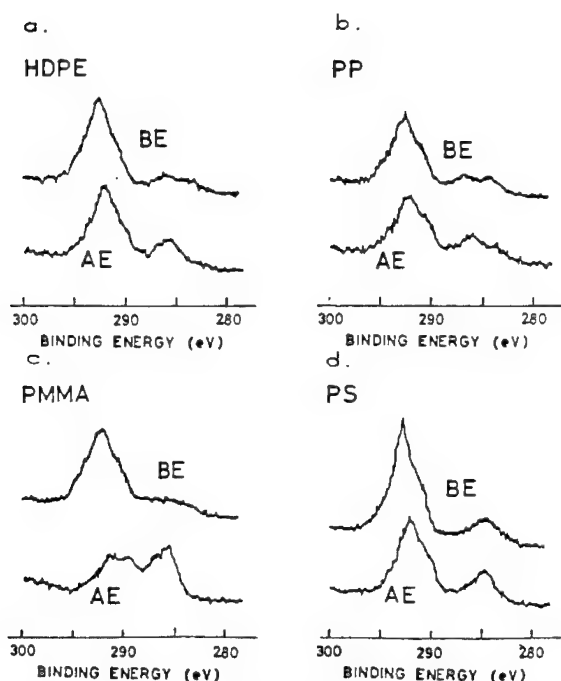 a.
HDPE
BE
AE
300 290 280
BINDING ENERGY (eV)
b.
PP
BE
AE
300 290 280
BINDING ENERGY (eV)
c.
PMMA
BE
AE
300 290 280
BINDING ENERGY (eV)
d.
PS
BE
AE
300 290 280
BINDING ENERGY (eV)